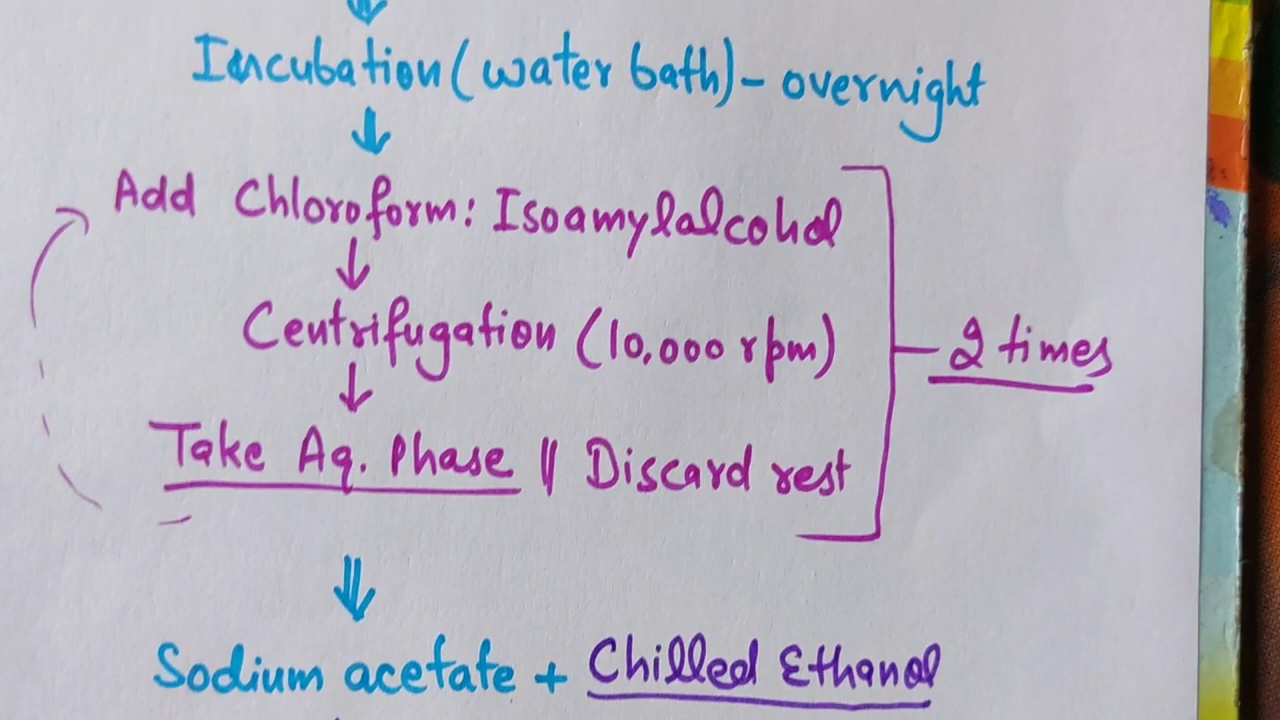 Incubation (water bath) - overnight
Add Chloroform: Isoamylalcohol
Centrifugation (10,000 rpm)
2 times
Take Aq. Phase || Discard rest
Sodium acetate + Chilled Ethanol